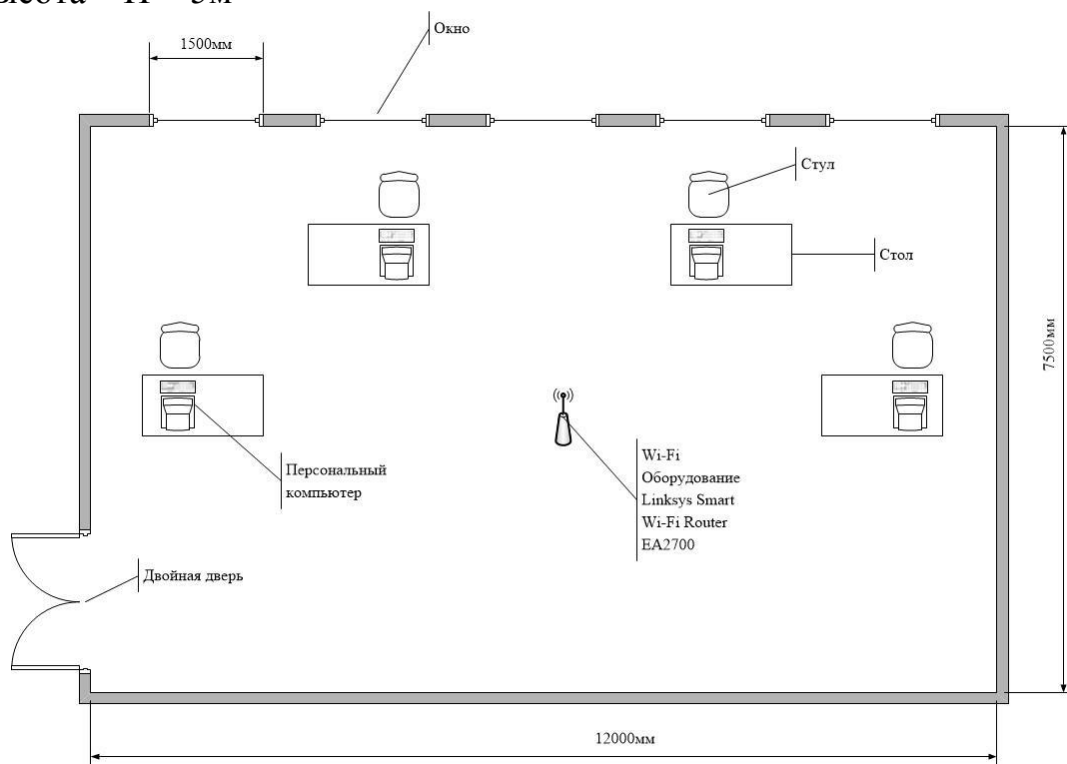 1500мм
Окно
Стул
Стол
7500мм
Персональный
компьютер
Wi-Fi
Оборудование
Linksys Smart
Wi-Fi Router
EA2700
Двойная дверь
12000мм